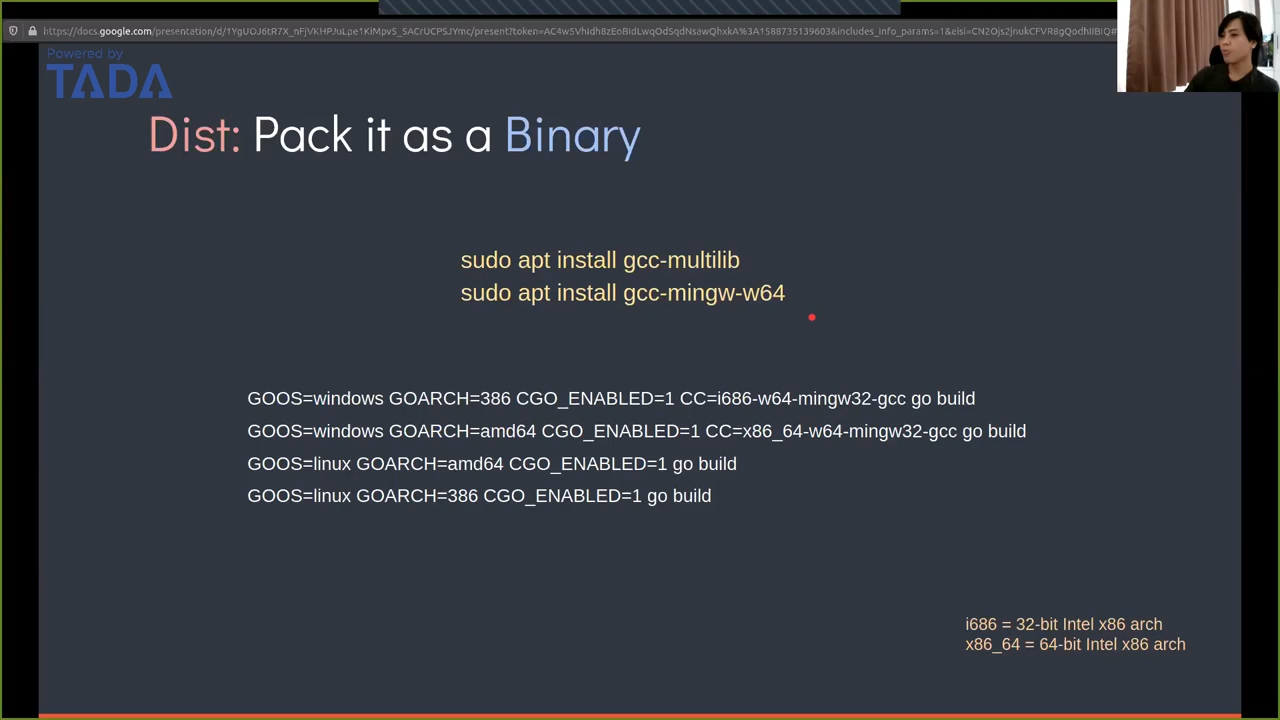 Powered by
TADA
Dist: Pack it as a Binary
sudo apt install gcc-multilib
sudo apt install gcc-mingw-w64
GOOS=windows GOARCH=386 CGO_ENABLED=1 CC=i686-w64-mingw32-gcc go build
GOOS=windows GOARCH=amd64 CGO_ENABLED=1 CC=x86_64-w64-mingw32-gcc go build
GOOS=linux GOARCH=amd64 CGO_ENABLED=1 go build
GOOS=linux GOARCH=386 CGO_ENABLED=1 go build
i686 = 32-bit Intel x86 arch
x86_64 = 64-bit Intel x86 arch